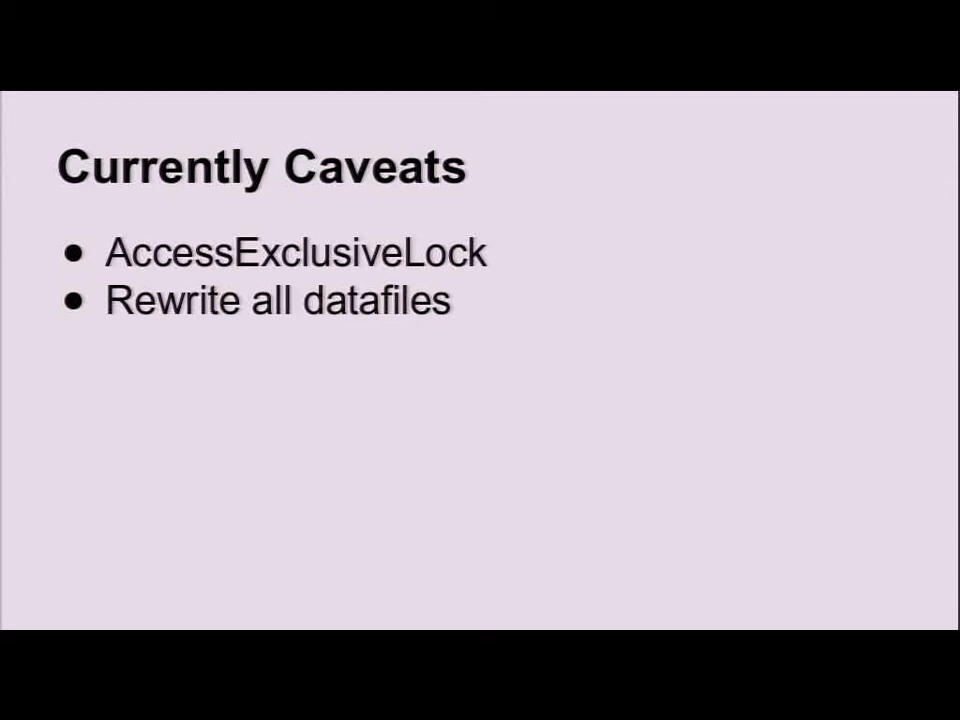 Currently Caveats
● AccessExclusiveLock
● Rewrite all datafiles